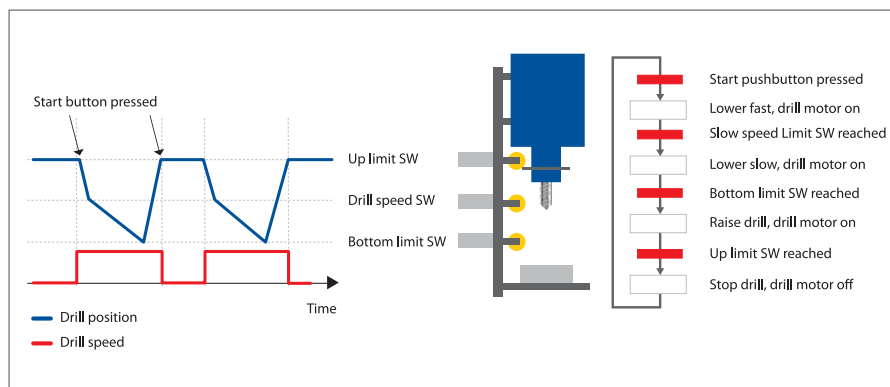 Start button pressed
Up limit SW
Drill speed SW
Bottom limit SW
Time
Drill position
Drill speed
Start pushbutton pressed
Lower fast, drill motor on
Slow speed Limit SW reached
Lower slow, drill motor on
Bottom limit SW reached
Raise drill, drill motor on
Up limit SW reached
Stop drill, drill motor off